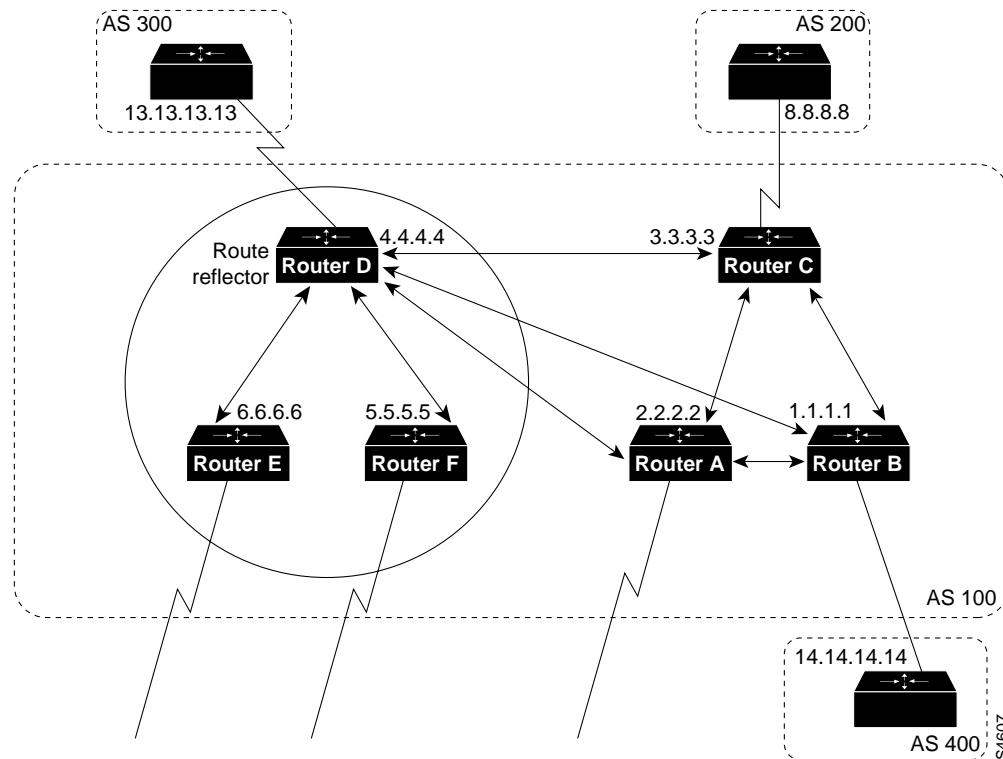 AS 300
AS 200
13.13.13.13
8.8.8.8
4.4.4.4
3.3.3.3
Route
reflector
Router D
Router C
6.6.6.6
5.5.5.5
2.2.2.2
1.1.1.1
Router E
Router F
Router A
Router B
AS 100
14.14.14.14
AS 400
S4607